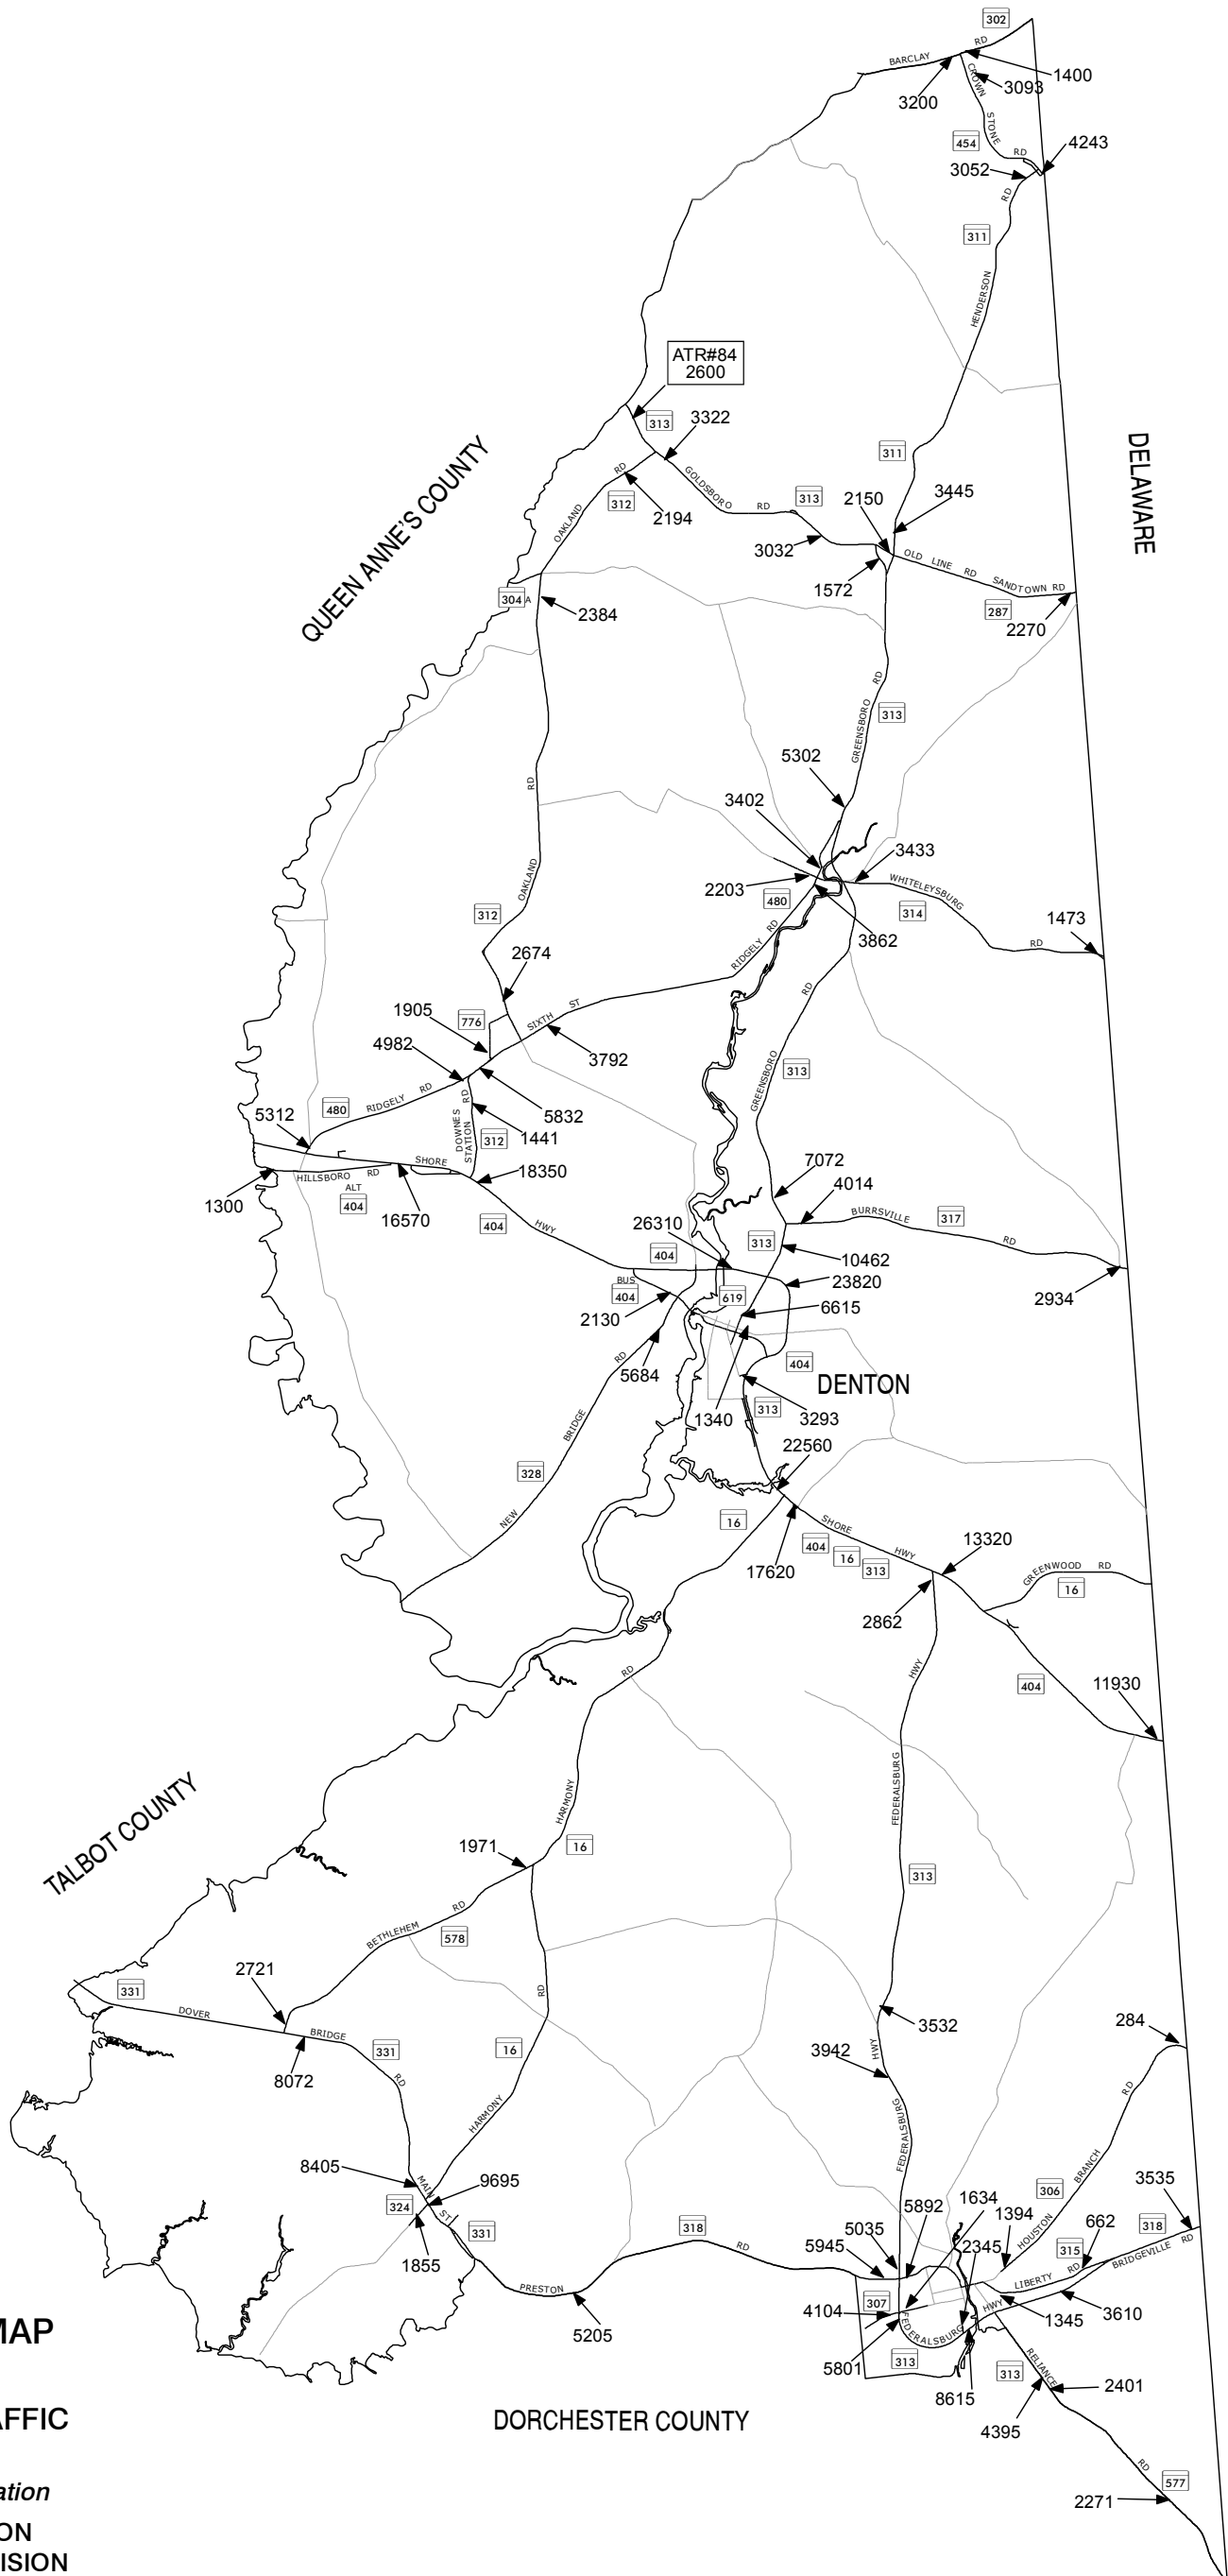 302
BARCLAY RD
1400
3200
3093
CROWN STONE RD
454
4243
3052
RD
311
HENDERSON
ATR#84
2600
313
3322
311
GOLDSBORO RD
313
RD
312
2194
OAKLAND
2150
3445
3032
1572
OLD LINE RD
SANDTOWN RD
287
2270
QUEEN ANNE'S COUNTY
DELAWARE
304 A
2384
RD
313
GREENSBORO
5302
RD
3402
3433
2203
480
WHITELEYSBURG
314
RD
1473
3862
OAKLAND
312
2674
RIDGELY RD
RD
1905
776
SIXTH ST
4982
3792
GREENSBORO
313
RIDGELY RD
480
5832
5312
DOWNES STATION RD
1441
312
SHORE
18350
HILLSBORO RD
ALT
404
1300
16570
7072
4014
BURRSVILLE
317
RD
404
HWY
26310
404
313
10462
BUS
404
23820
619
2130
6615
2934
RD
5684
404
DENTON
1340
313
3293
BRIDGE
22560
328
NEW
16
17620
SHORE
404
16
313
HWY
13320
GREENWOOD RD
16
2862
HWY
404
11930
RD
FEDERALSBURG
HARMONY
TALBOT COUNTY
1971
16
313
BETHLEHEM RD
578
2721
331
DOVER
BRIDGE
331
RD
RD
16
8072
3532
284
HWY
3942
RD
HARMONY
FEDERALSBURG
8405
MAIN ST
9695
324
331
1855
318
RD
5892
1634
1394
306
BRANCH
HOUSTON
3535
5035
5945
2345
662
318
315
LIBERTY RD
BRIDGEVILLE RD
PRESTON
307
4104
HWY
1345
3610
5205
FEDERALSBURG
5801
313
8615
RELIANCE
313
2401
4395
DORCHESTER COUNTY
RD
577
2271
MAP
AFFIC
ation
ON
ISION